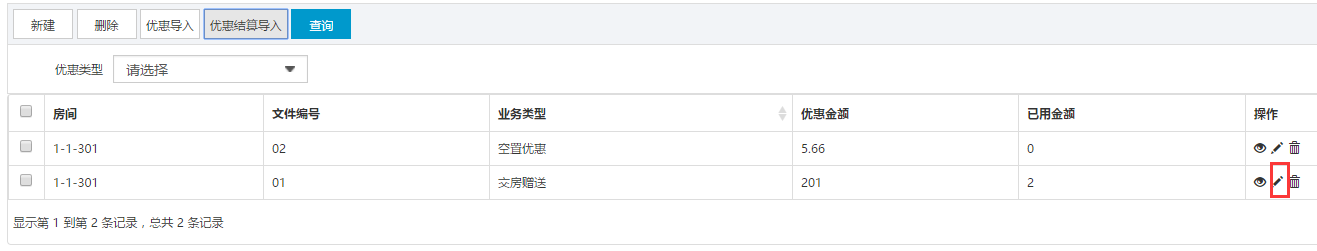 新建 删除 优惠导入 优惠结算导入 查询
优惠类型 请选择
房间 文件编号 业务类型 优惠金额 已用金额 操作
1-1-301 02 空置优惠 5.66 0
1-1-301 01 交房赠送 201 2
显示第 1 到第 2 条记录，总共 2 条记录